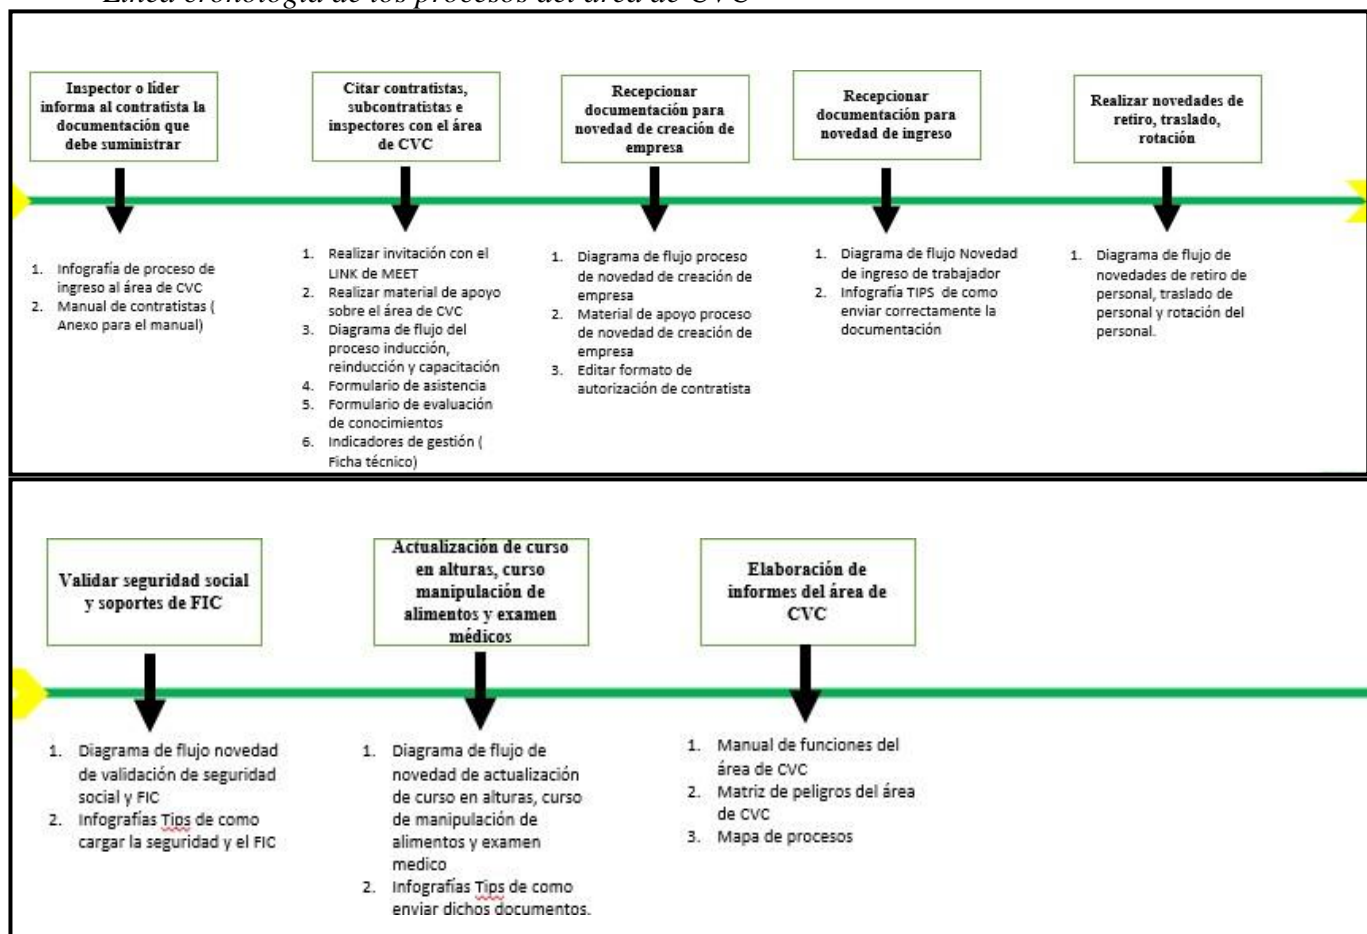 Línea cronología de los procesos del área de CVC
Inspector o líder
informa al contratista la
documentación que
debe suministrar
Citar contratistas,
subcontratistas e
inspectores con el área
de CVC
Recepcionar
documentación para
novedad de creación de
empresa
Recepcionar
documentación para
novedad de ingreso
Realizar novedades de
retiro, traslado,
rotación
1. Infografía de proceso de
ingreso al área de CVC
2. Manual de contratistas (
Anexo para el manual)
1. Realizar invitación con el
LINK de MEET
2. Realizar material de apoyo
sobre el área de CVC
3. Diagrama de flujo del
proceso inducción,
reinducción y capacitación
4. Formulario de asistencia
5. Formulario de evaluación
de conocimientos
6. Indicadores de gestión (
Ficha técnico)
1. Diagrama de flujo proceso
de novedad de creación de
empresa
2. Material de apoyo proceso
de novedad de creación de
empresa
3. Editar formato de
autorización de contratista
1. Diagrama de flujo Novedad
de ingreso de trabajador
2. Infografía TIPS de como
enviar correctamente la
documentación
1. Diagrama de flujo de
novedades de retiro de
personal, traslado de
personal y rotación del
personal.
Validar seguridad social
y soportes de FIC
Actualización de curso
en alturas, curso
manipulación de
alimentos y examen
médicos
Elaboración de
informes del área de
CVC
1. Diagrama de flujo novedad
de validación de seguridad
social y FIC
2. Infografías Tips de como
cargar la seguridad y el FIC
1. Diagrama de flujo de
novedad de actualización
de curso en alturas, curso
de manipulación de
alimentos y examen
medico
2. Infografías Tips de como
enviar dichos documentos.
1. Manual de funciones del
área de CVC
2. Matriz de peligros del área
de CVC
3. Mapa de procesos